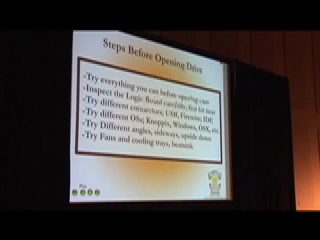 Steps Before Opening Drive
-Try everything you can before opening case
-Inspect the Logic Board carefully, feel for heat
-Try different connectors; USB, Firewire, IDE
-Try different OSs; Knoppix, Windows, OSX, etc.
-Try Different angles, sideways, upside down
-Try Fans and cooling trays, heatsink